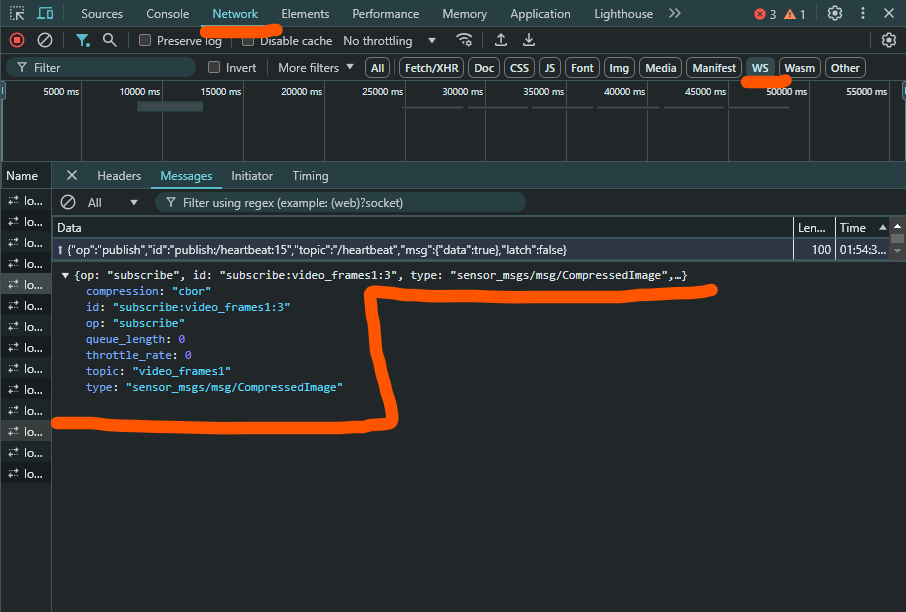 Sources Console Network Elements Performance Memory Application Lighthouse 3 1
Preserve log Disable cache No throttling
Filter Invert More filters All Fetch/XHR Doc CSS JS Font Img Media Manifest WS Wasm Other
5000 ms 10000 ms 15000 ms 20000 ms 25000 ms 30000 ms 35000 ms 40000 ms 45000 ms 50000 ms 55000 ms
Name Headers Messages Initiator Timing
lo... All Filter using regex (example: (web)?socket)
lo... Data Len... Time
lo... {"op":"publish","id":"publish:/heartbeat:15","topic":"/heartbeat","msg":{"data":true},"latch":false} 100 01:54:3...
lo... {op: "subscribe", id: "subscribe:video_frames1:3", type: "sensor_msgs/msg/CompressedImage",…}
lo... compression: "cbor"
lo... id: "subscribe:video_frames1:3"
lo... op: "subscribe"
lo... queue_length: 0
lo... throttle_rate: 0
lo... topic: "video_frames1"
lo... type: "sensor_msgs/msg/CompressedImage"
lo...
lo...
lo...